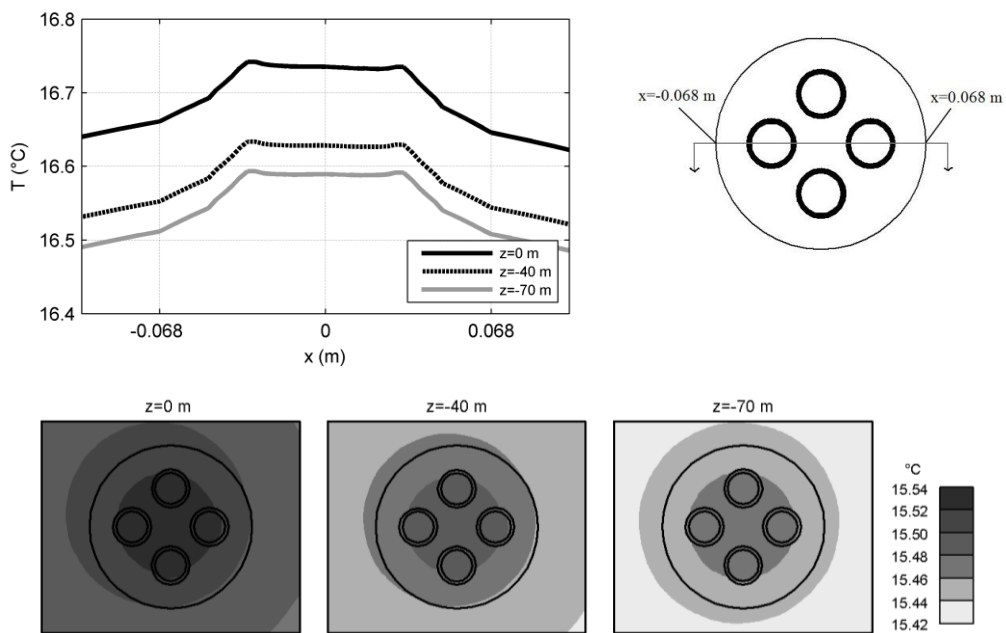 16.8
16.7
16.6
16.5
16.4
T (°C)
-0.068
0
0.068
x (m)
z=0 m
z=-40 m
z=-70 m
x=-0.068 m
x=0.068 m
z=0 m
z=-40 m
z=-70 m
°C
15.54
15.52
15.50
15.48
15.46
15.44
15.42